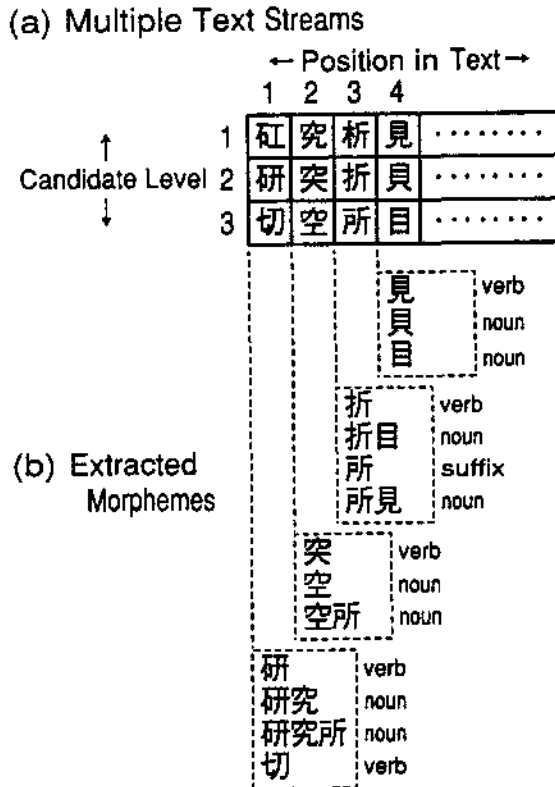 (a) Multiple Text Streams
←Position in Text→
1 2 3 4
1 矼 究 析 見 ········
↑
Candidate Level 2 研 突 折 貝 ········
↓
3 切 空 所 目 ········
見 verb
貝 noun
目 noun
折 verb
折目 noun
所 suffix
所見 noun
(b) Extracted
Morphemes
突 verb
空 noun
空所 noun
研 verb
研究 noun
研究所 noun
切 verb